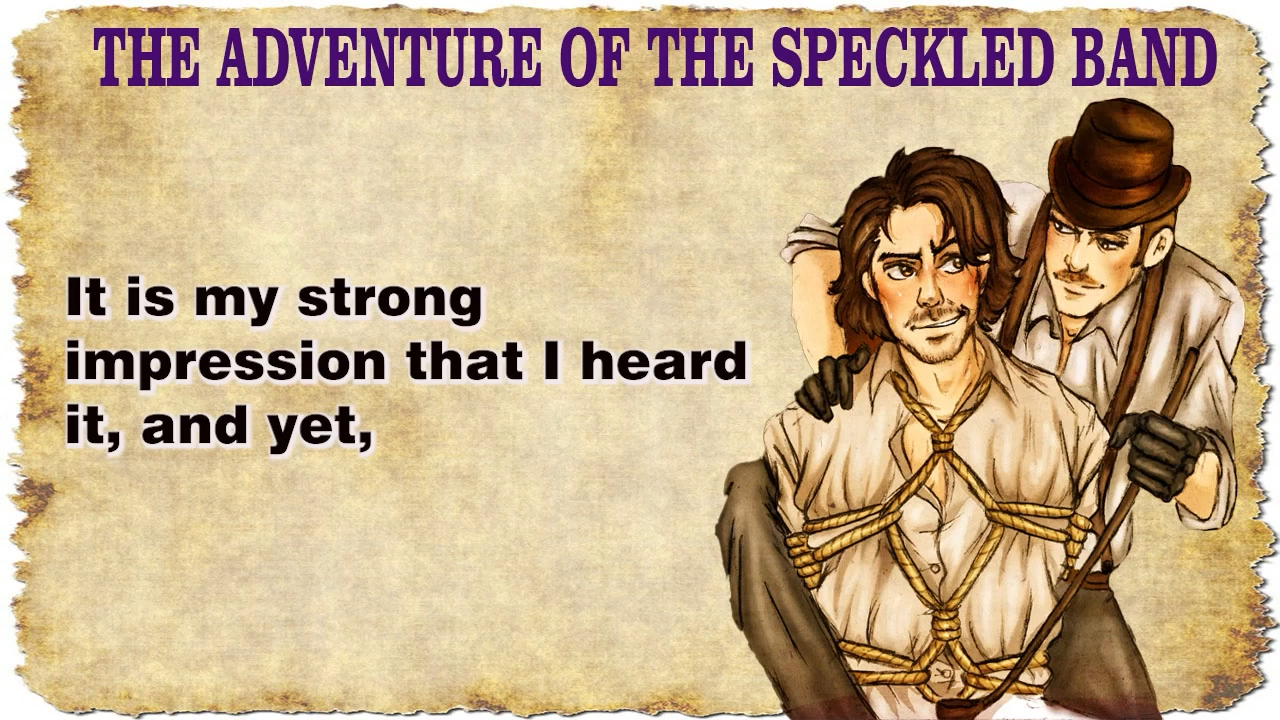 THE ADVENTURE OF THE SPECKLED BAND
It is my strong
impression that I heard
it, and yet,